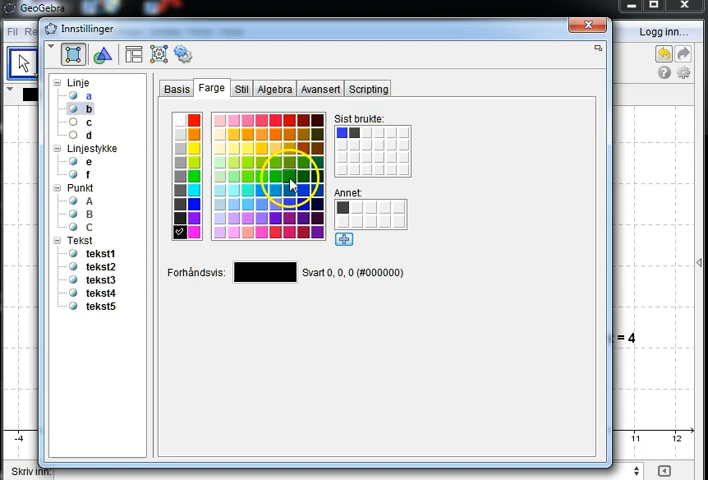 GeoGebra
Fil
Logg inn…
Innstillinger
Basis Farge Stil Algebra Avansert Scripting
Linje
a
b
c
d
Linjestykke
e
f
Punkt
A
B
C
Tekst
tekst1
tekst2
tekst3
tekst4
tekst5
Sist brukte:
Annet:
Forhåndsvis: Svart 0, 0, 0 (#000000)
= 4
-4 11 12
Skriv inn: